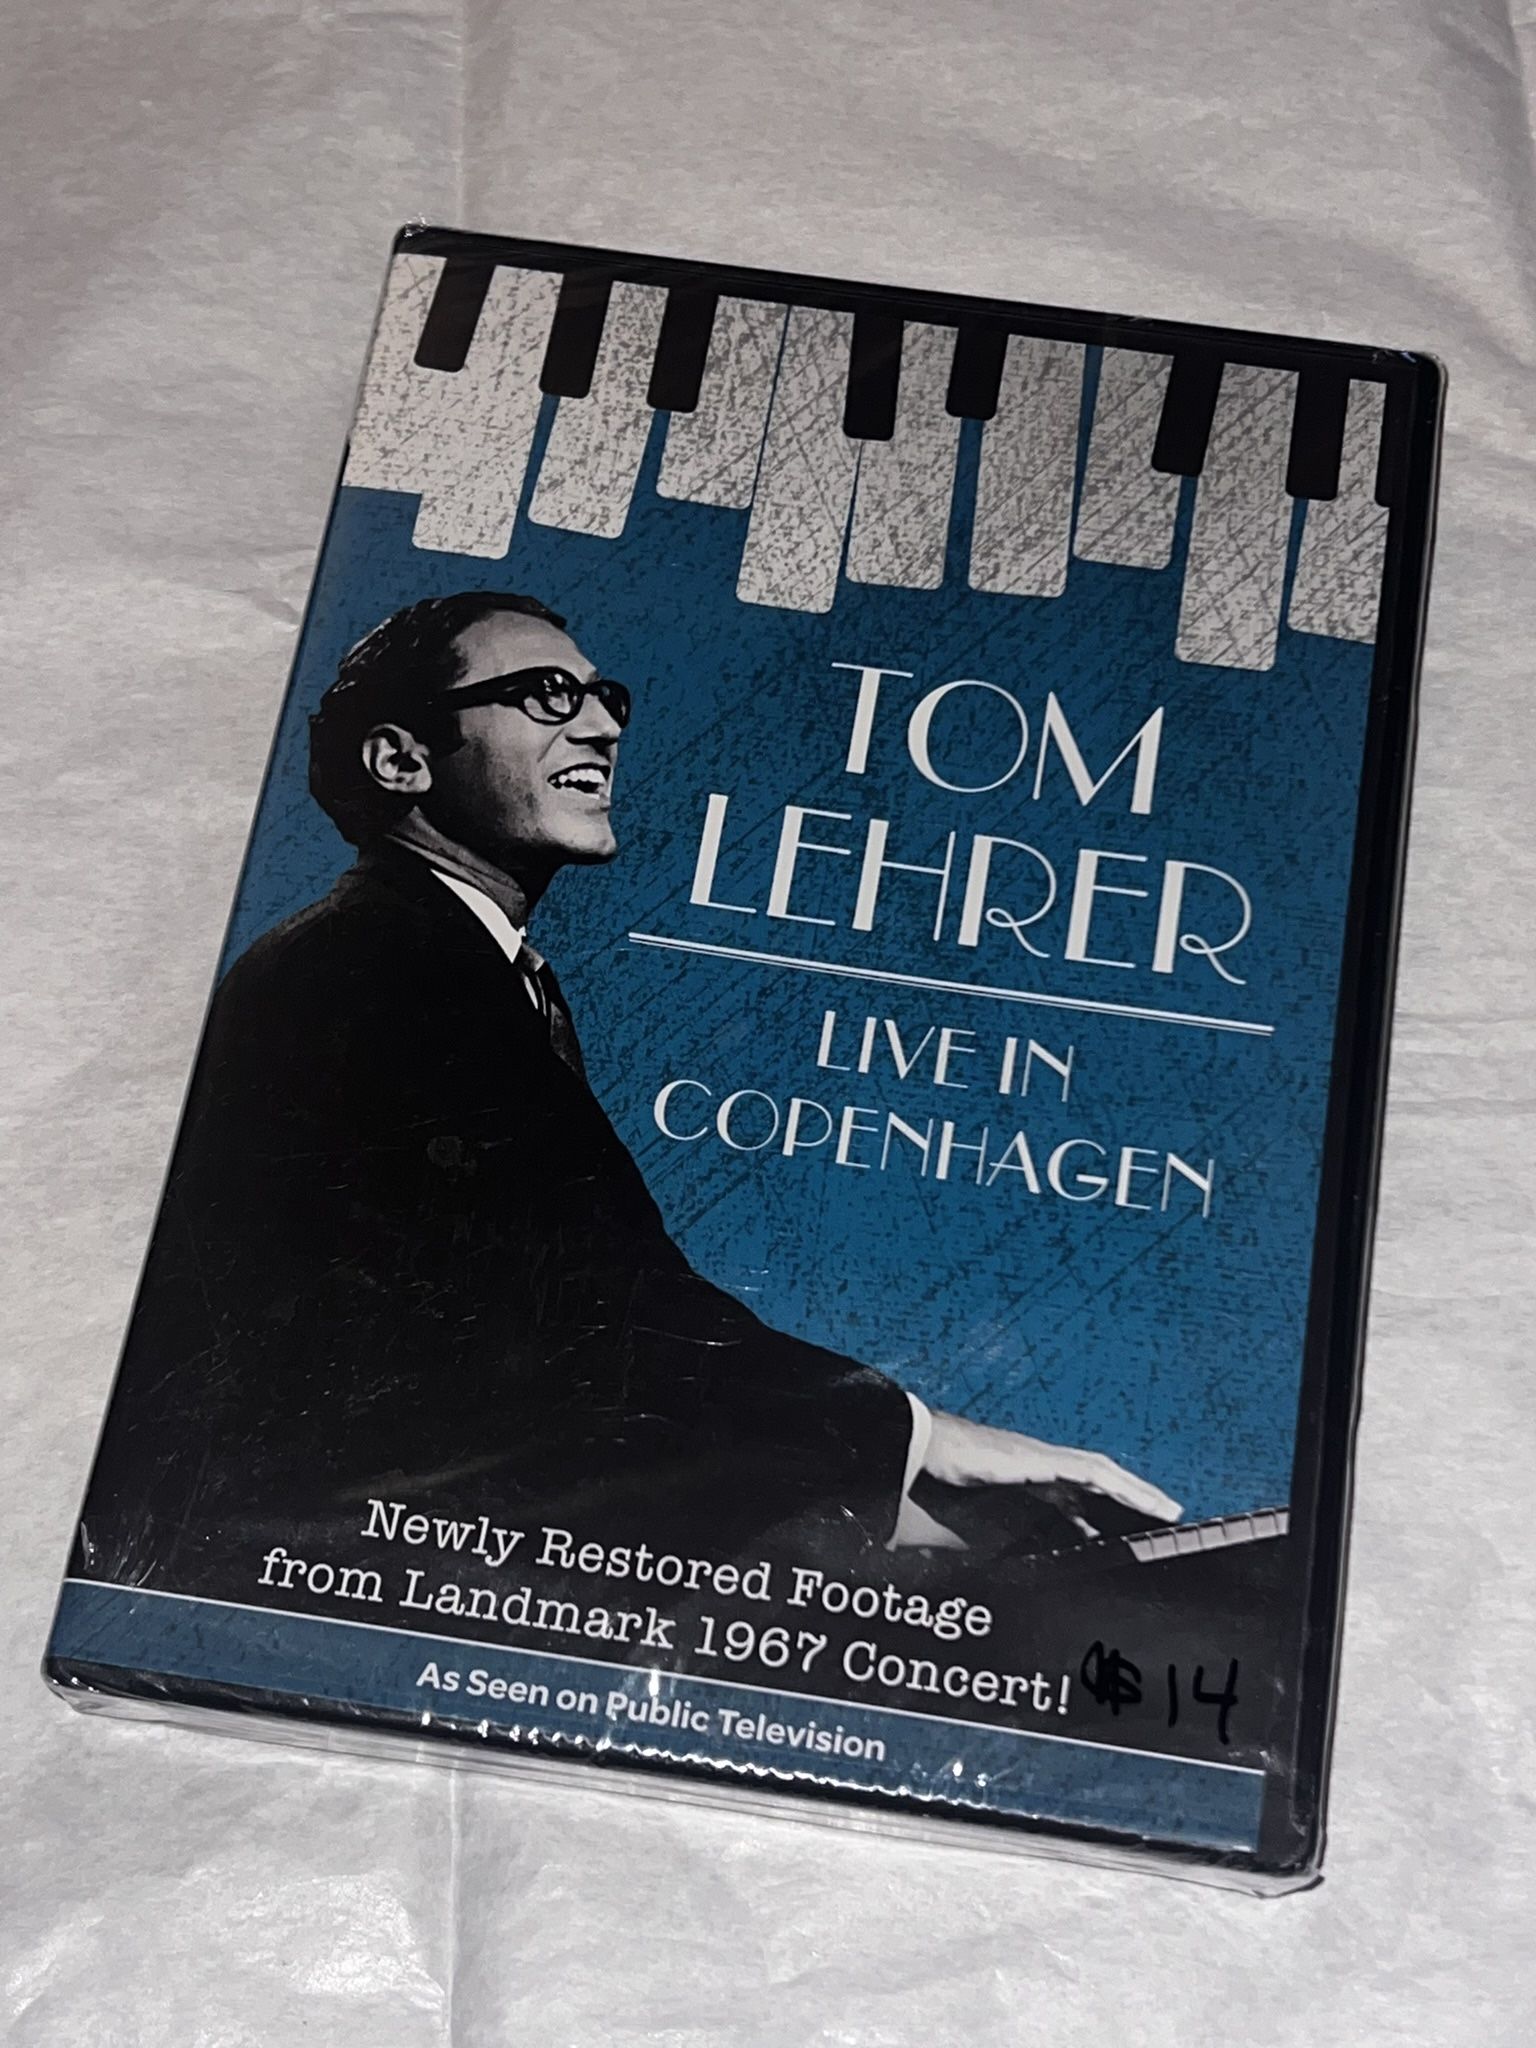 TOM
LEHRER
LIVE IN
COPENHAGEN
Newly Restored Footage
from Landmark 1967 Concert!
$14
As Seen on Public Television